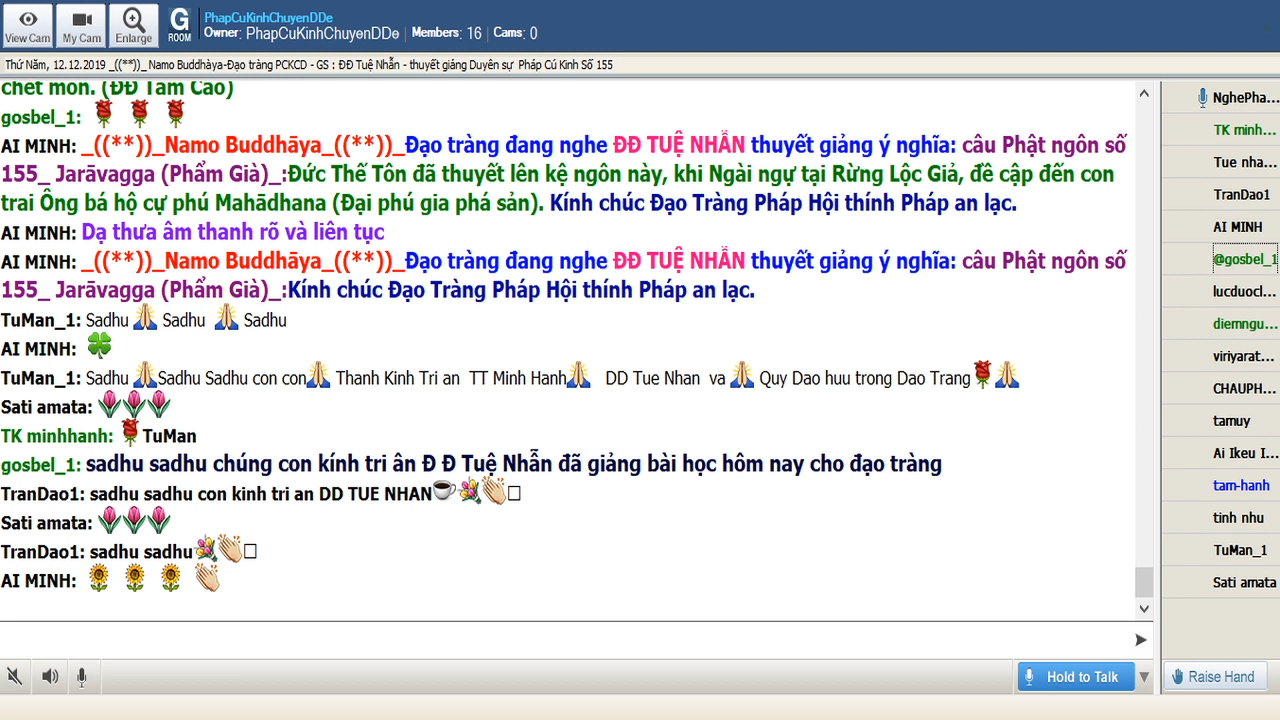 View Cam
My Cam
Enlarge
G
ROOM
PhapCuKinhChuyenDDe
Owner: PhapCuKinhChuyenDDe | Members: 16 | Cams: 0
Thứ Năm, 12.12.2019 _((**))_ Namo Buddhàya-Đạo tràng PCKCD - GS : ĐĐ Tuệ Nhẫn - thuyết giảng Duyên sự Pháp Cú Kinh Số 155
chết mòn. (ĐĐ Tâm Cao)
gosbel_1:
AI MINH: _((**))_Namo Buddhāya_((**))_Đạo tràng đang nghe ĐĐ TUỆ NHẪN thuyết giảng ý nghĩa: câu Phật ngôn số
155_ Jarāvagga (Phẩm Già)_:Đức Thế Tôn đã thuyết lên kệ ngôn này, khi Ngài ngự tại Rừng Lộc Giả, đề cập đến con
trai Ông bá hộ cự phú Mahādhana (Đại phú gia phá sản). Kính chúc Đạo Tràng Pháp Hội thính Pháp an lạc.
AI MINH: Dạ thưa âm thanh rõ và liên tục
AI MINH: _((**))_Namo Buddhāya_((**))_Đạo tràng đang nghe ĐĐ TUỆ NHẪN thuyết giảng ý nghĩa: câu Phật ngôn số
155_ Jarāvagga (Phẩm Già)_:Kính chúc Đạo Tràng Pháp Hội thính Pháp an lạc.
TuMan_1: Sadhu 🙏 Sadhu 🙏 Sadhu
AI MINH: 🍀
TuMan_1: Sadhu 🙏Sadhu Sadhu con con🙏 Thanh Kinh Tri an TT Minh Hanh🙏 DD Tue Nhan va 🙏 Quy Dao huu trong Dao Trang🌹🙏
Sati amata: 🌷🌷🌷
TK minhhanh: 🌹TuMan
gosbel_1: sadhu sadhu chúng con kính tri ân Đ Đ Tuệ Nhẫn đã giảng bài học hôm nay cho đạo tràng
TranDao1: sadhu sadhu con kinh tri an DD TUE NHAN☕💐👏□
Sati amata: 🌷🌷🌷
TranDao1: sadhu sadhu💐👏□
AI MINH: 🌻 🌻 🌻 👏
Hold to Talk
NghePha...
TK minh...
Tue nha...
TranDao1
AI MINH
@gosbel_1
lucduocl...
diemngu...
viriyarat...
CHAUPH...
tamuy
Ai Ikeu I...
tam-hanh
tinh nhu
TuMan_1
Sati amata
Raise Hand